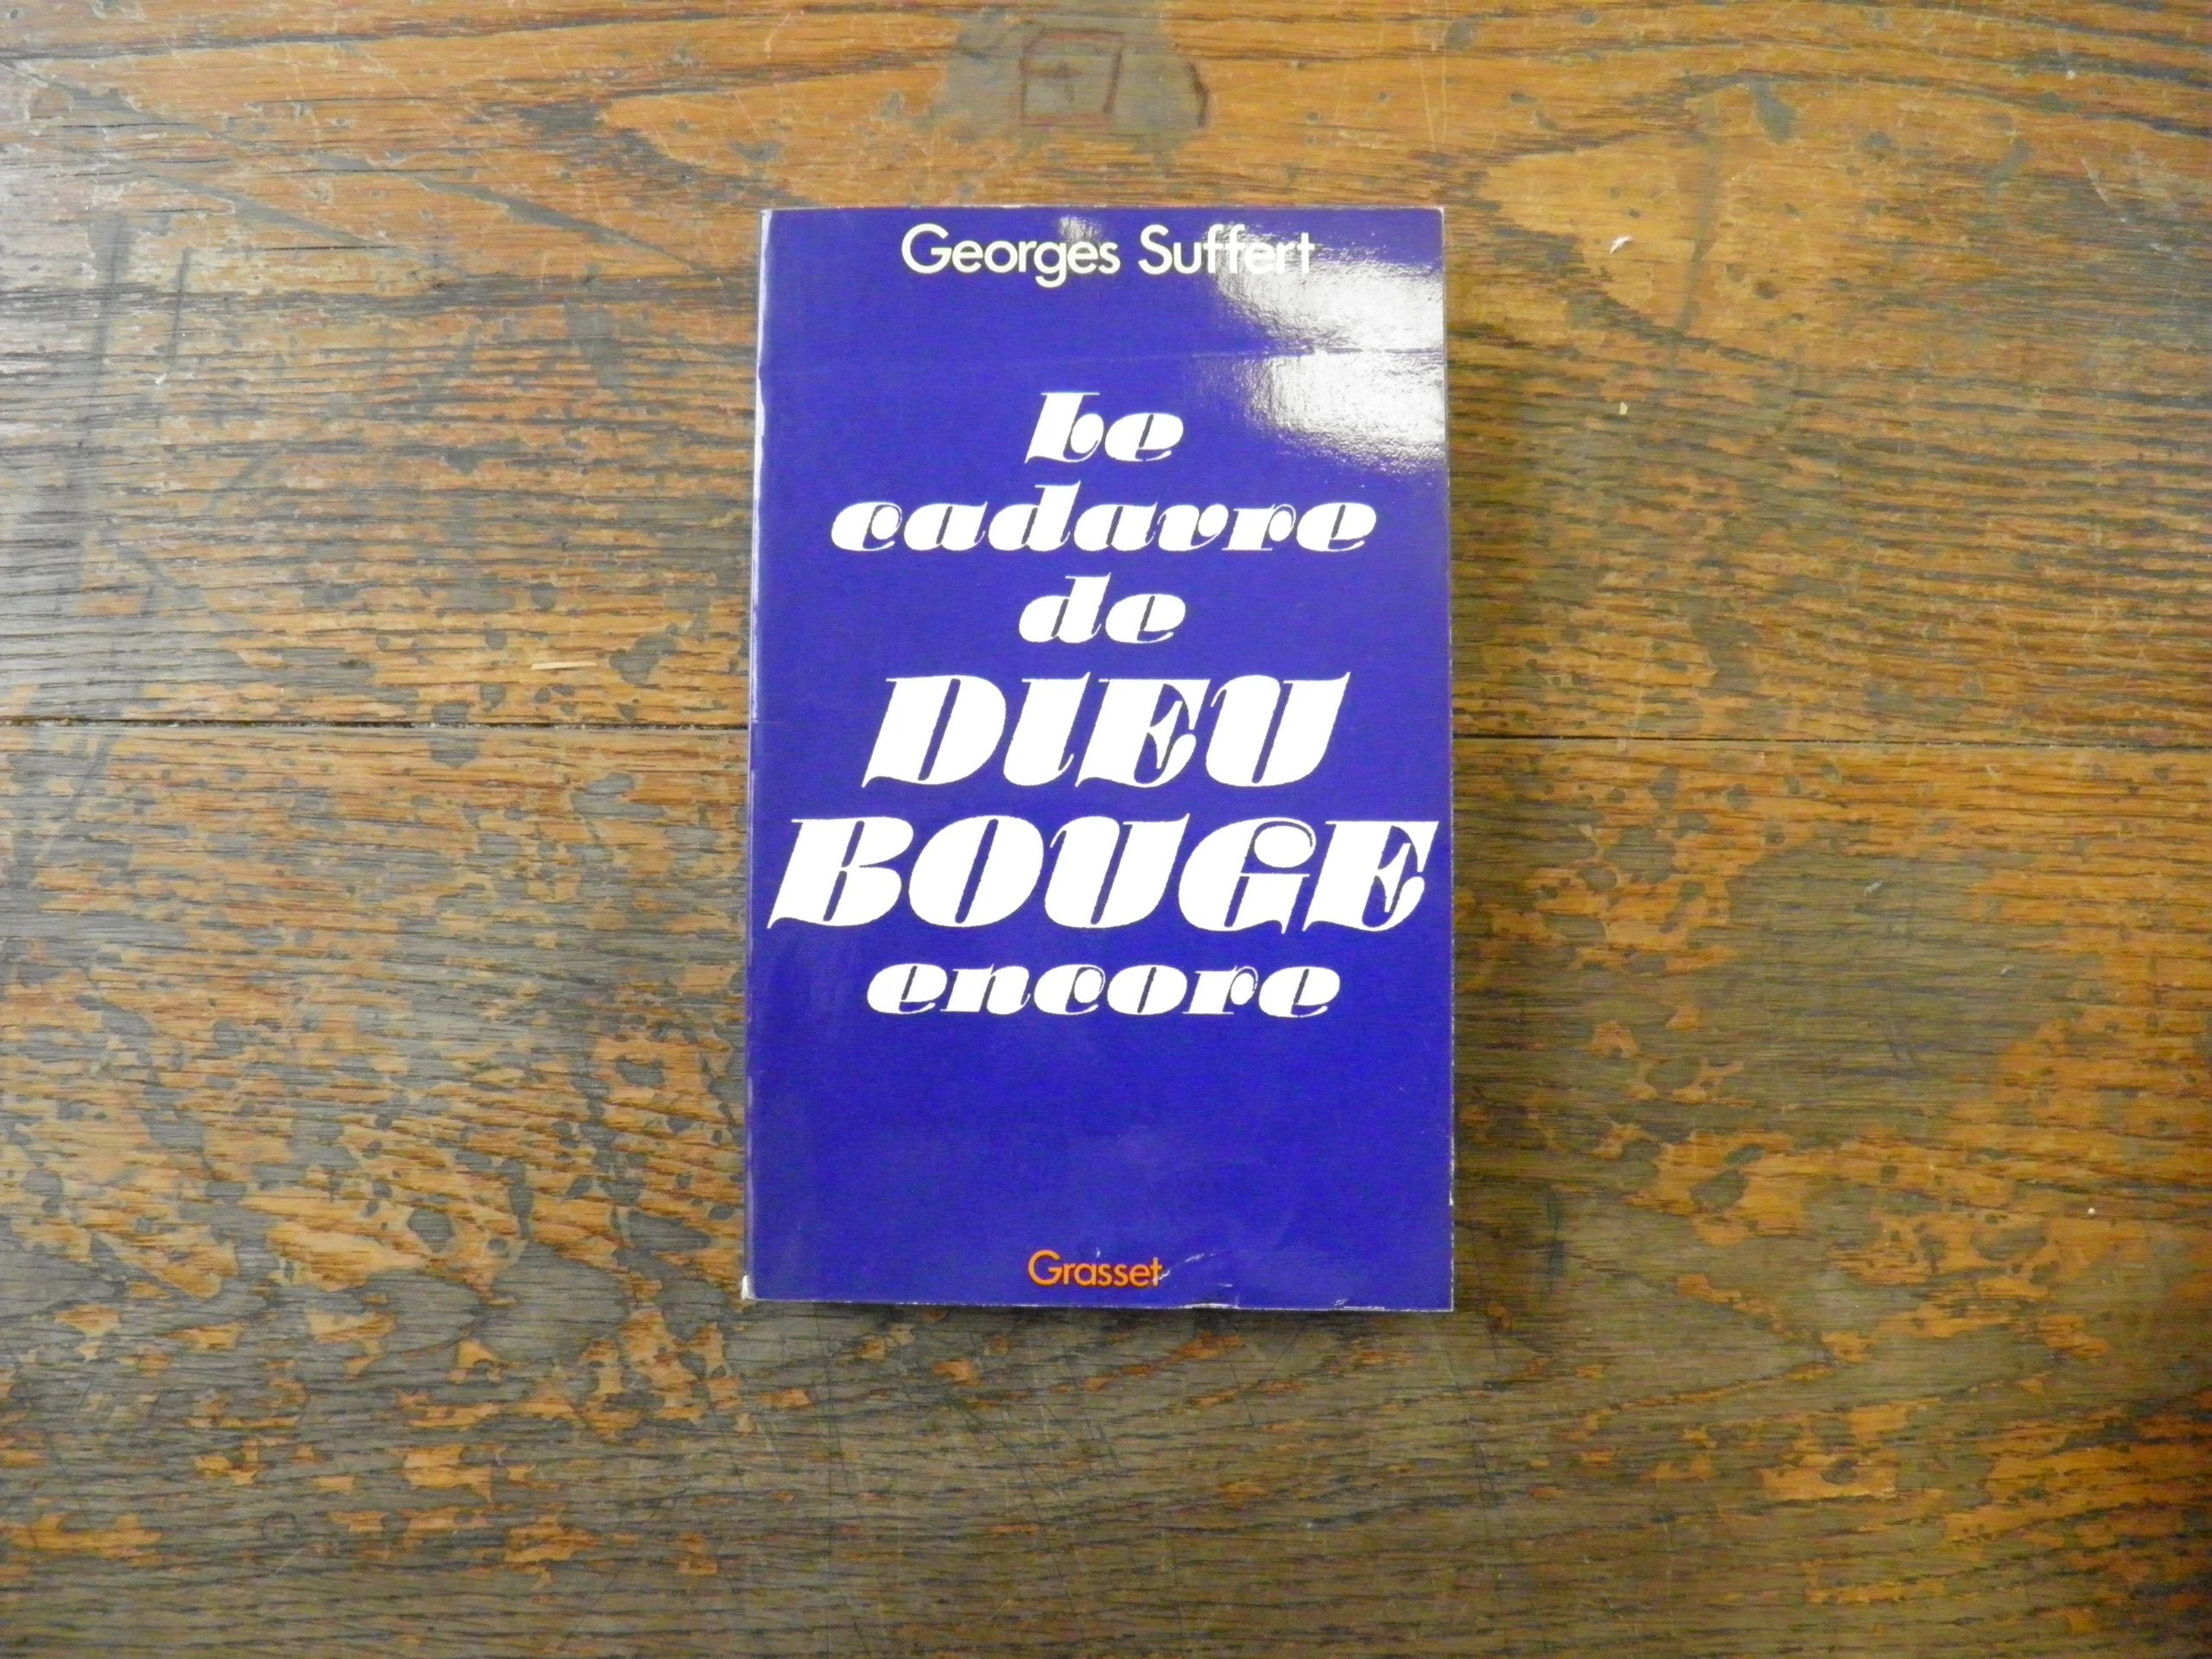 Georges Suffert
Le
cadavre
de
DIEU
BOUGE
encore
Grasset